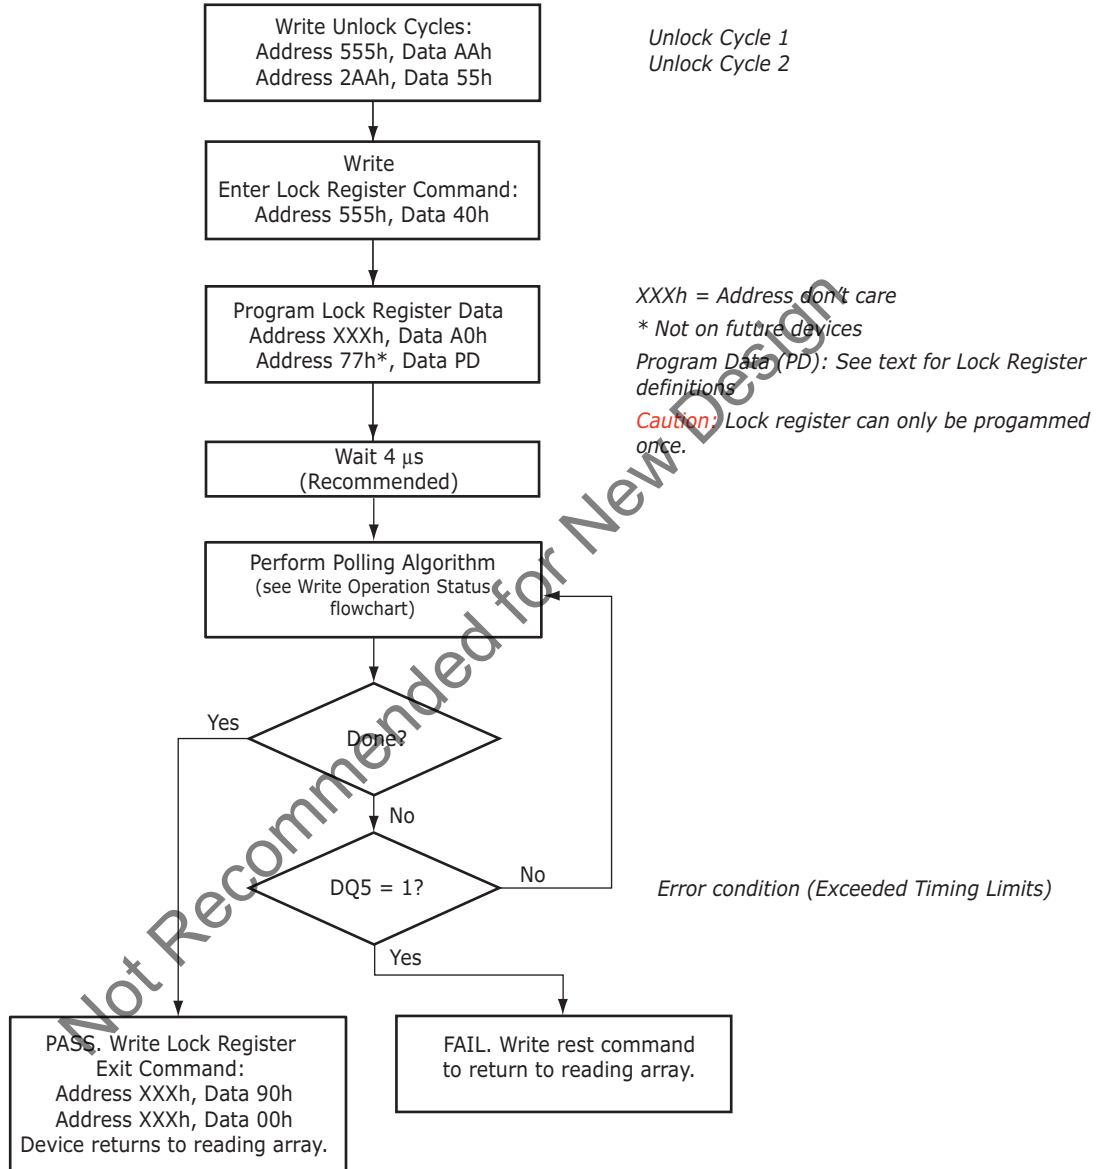 Write Unlock Cycles:
Address 555h, Data AAh
Address 2AAh, Data 55h
Unlock Cycle 1
Unlock Cycle 2
Write
Enter Lock Register Command:
Address 555h, Data 40h
Program Lock Register Data
Address XXXh, Data A0h
Address 77h*, Data PD
XXXh = Address don't care
* Not on future devices
Program Data (PD): See text for Lock Register
definitions
Caution: Lock register can only be progammed
once.
Wait 4 μs
(Recommended)
Perform Polling Algorithm
(see Write Operation Status
flowchart)
Yes
Done?
No
DQ5 = 1?
No
Error condition (Exceeded Timing Limits)
Yes
PASS. Write Lock Register
Exit Command:
Address XXXh, Data 90h
Address XXXh, Data 00h
Device returns to reading array.
FAIL. Write rest command
to return to reading array.
Not Recommended for New Design